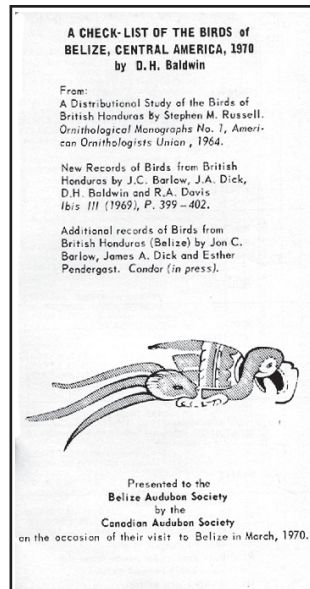 A CHECK-LIST OF THE BIRDS of
BELIZE, CENTRAL AMERICA, 1970
by D.H. Baldwin
From:
A Distributional Study of the Birds of
British Honduras By Stephen M. Russell.
Ornithological Monographs No. 1, Ameri-
can Ornithologists Union , 1964.
New Records of Birds from British
Honduras by J.C. Barlow, J.A. Dick,
D.H. Baldwin and R.A. Davis
Ibis III (1969), P. 399-402.
Additional records of Birds from
British Honduras (Belize) by Jon C.
Barlow, James A. Dick and Esther
Pendergast. Condor (in press).
Presented to the
Belize Audubon Society
by the
Canadian Audubon Society
on the occasion of their visit to Belize in March, 1970.